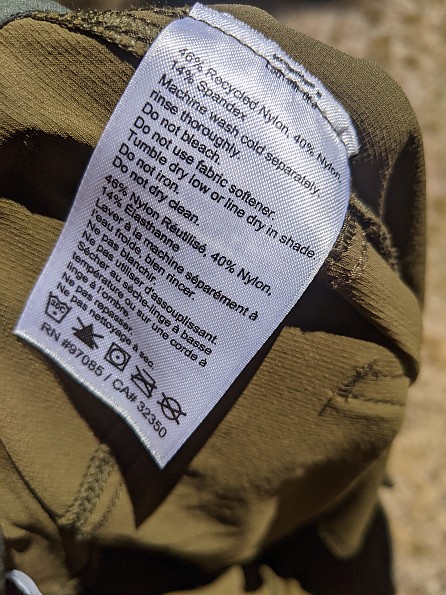 46% Recycled Nylon, 40% Nylon,
14% Spandex
Machine wash cold separately,
rinse thoroughly.
Do not bleach.
Do not use fabric softener.
Tumble dry low or line dry in shade.
Do not iron.
Do not dry clean.
46% Nylon Réutilisé, 40% Nylon,
14% Élasthanne
Laver à la machine séparément à
l'eau froide, bien rincer.
Ne pas blanchir.
Ne pas utiliser d'assouplissant.
Sécher au sèche-linge à basse
température ou sur une corde à
linge à l'ombre.
Ne pas repasser.
Ne pas nettoyage à sec.
RN #97085 / CA# 32350